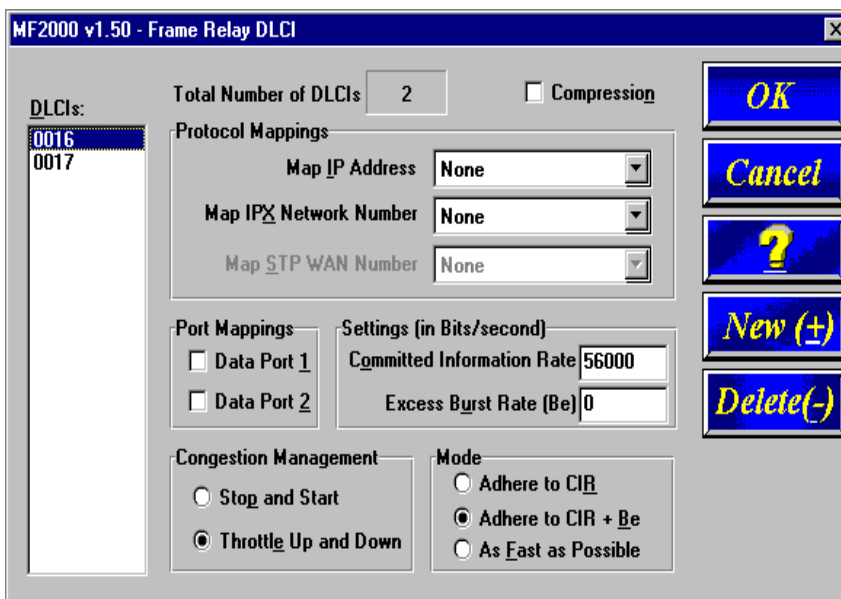 MF2000 v1.50 - Frame Relay DLCI
DLCIs:
0016
0017
Total Number of DLCIs 2
Compression
Protocol Mappings
Map IP Address None
Map IPX Network Number None
Map STP WAN Number None
Port Mappings
Data Port 1
Data Port 2
Settings (in Bits/second)
Committed Information Rate 56000
Excess Burst Rate (Be) 0
Congestion Management
Stop and Start
Throttle Up and Down
Mode
Adhere to CIR
Adhere to CIR + Be
As Fast as Possible
OK
Cancel
?
New (+)
Delete(-)